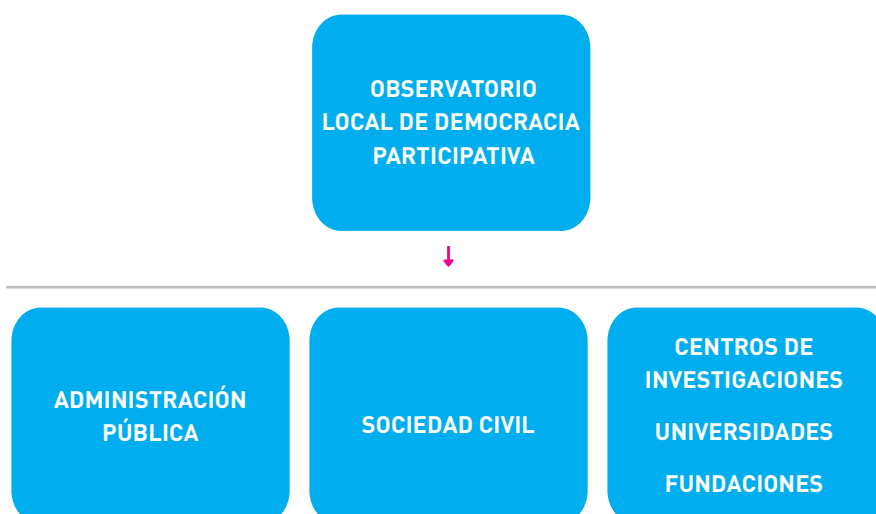 OBSERVATORIO
LOCAL DE DEMOCRACIA
PARTICIPATIVA
ADMINISTRACIÓN
PÚBLICA
SOCIEDAD CIVIL
CENTROS DE
INVESTIGACIONES
UNIVERSIDADES
FUNDACIONES